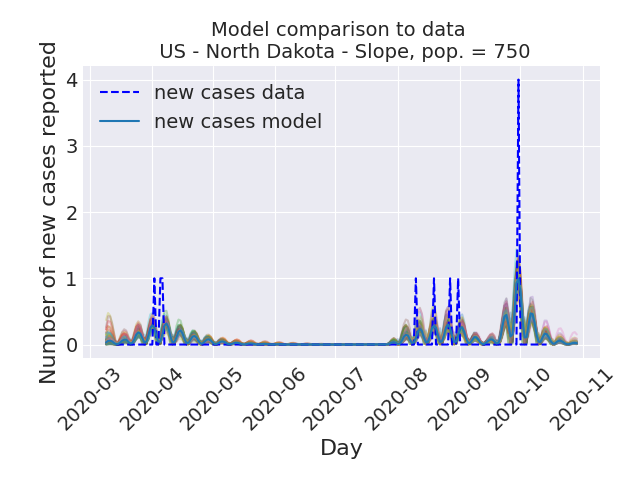 Model comparison to data
US - North Dakota - Slope, pop. = 750
Number of new cases reported
4
3
2
1
0
new cases data
new cases model
2020-03
2020-04
2020-05
2020-06
2020-07
2020-08
2020-09
2020-10
2020-11
Day